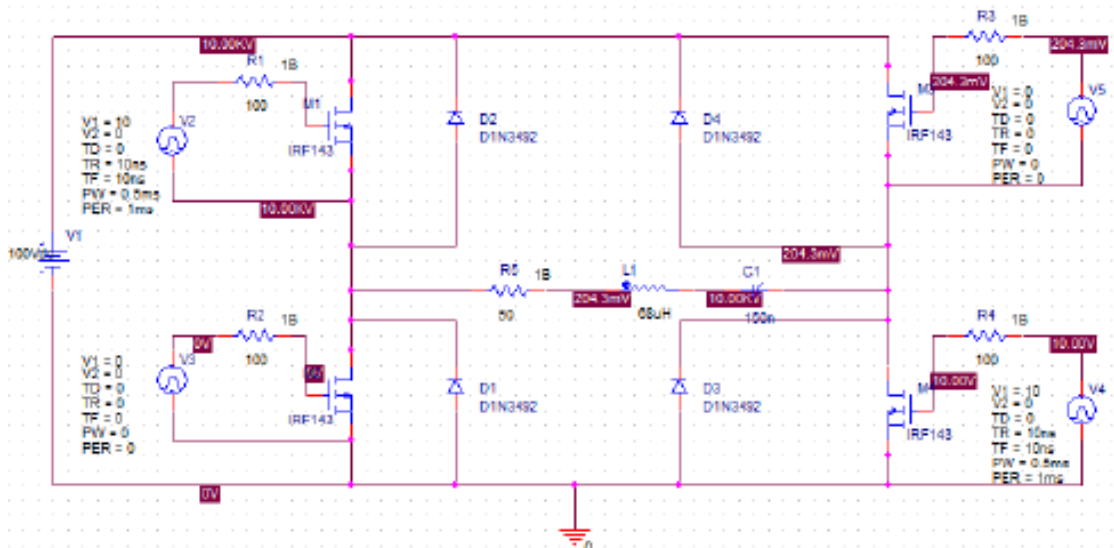 10.00KV
R1
1B
100
M1
IRF143
V2
V1 = 10
V2 = 0
TD = 0
TR = 10ns
TF = 10ns
PW = 0.5ms
PER = 1ms
10.00KV
D2
D1N3492
D4
D1N3492
R3
1B
100
204.3mV
204.3mV
IRF143
V5
V1 = 0
V2 = 0
TD = 0
TR = 0
TF = 0
PW = 0
PER = 0
V1
204.3mV
R5
1B
50
204.3mV
L1
68uH
10.00KV
C1
100n
R2
1B
100
0V
V3
V1 = 0
V2 = 0
TD = 0
TR = 0
TF = 0
PW = 0
PER = 0
IRF143
D1
D1N3492
D3
D1N3492
R4
1B
100
10.00V
10.00V
IRF143
V4
V1 = 10
V2 = 0
TD = 0
TR = 10ns
TF = 10ns
PW = 0.5ms
PER = 1ms
0V
0